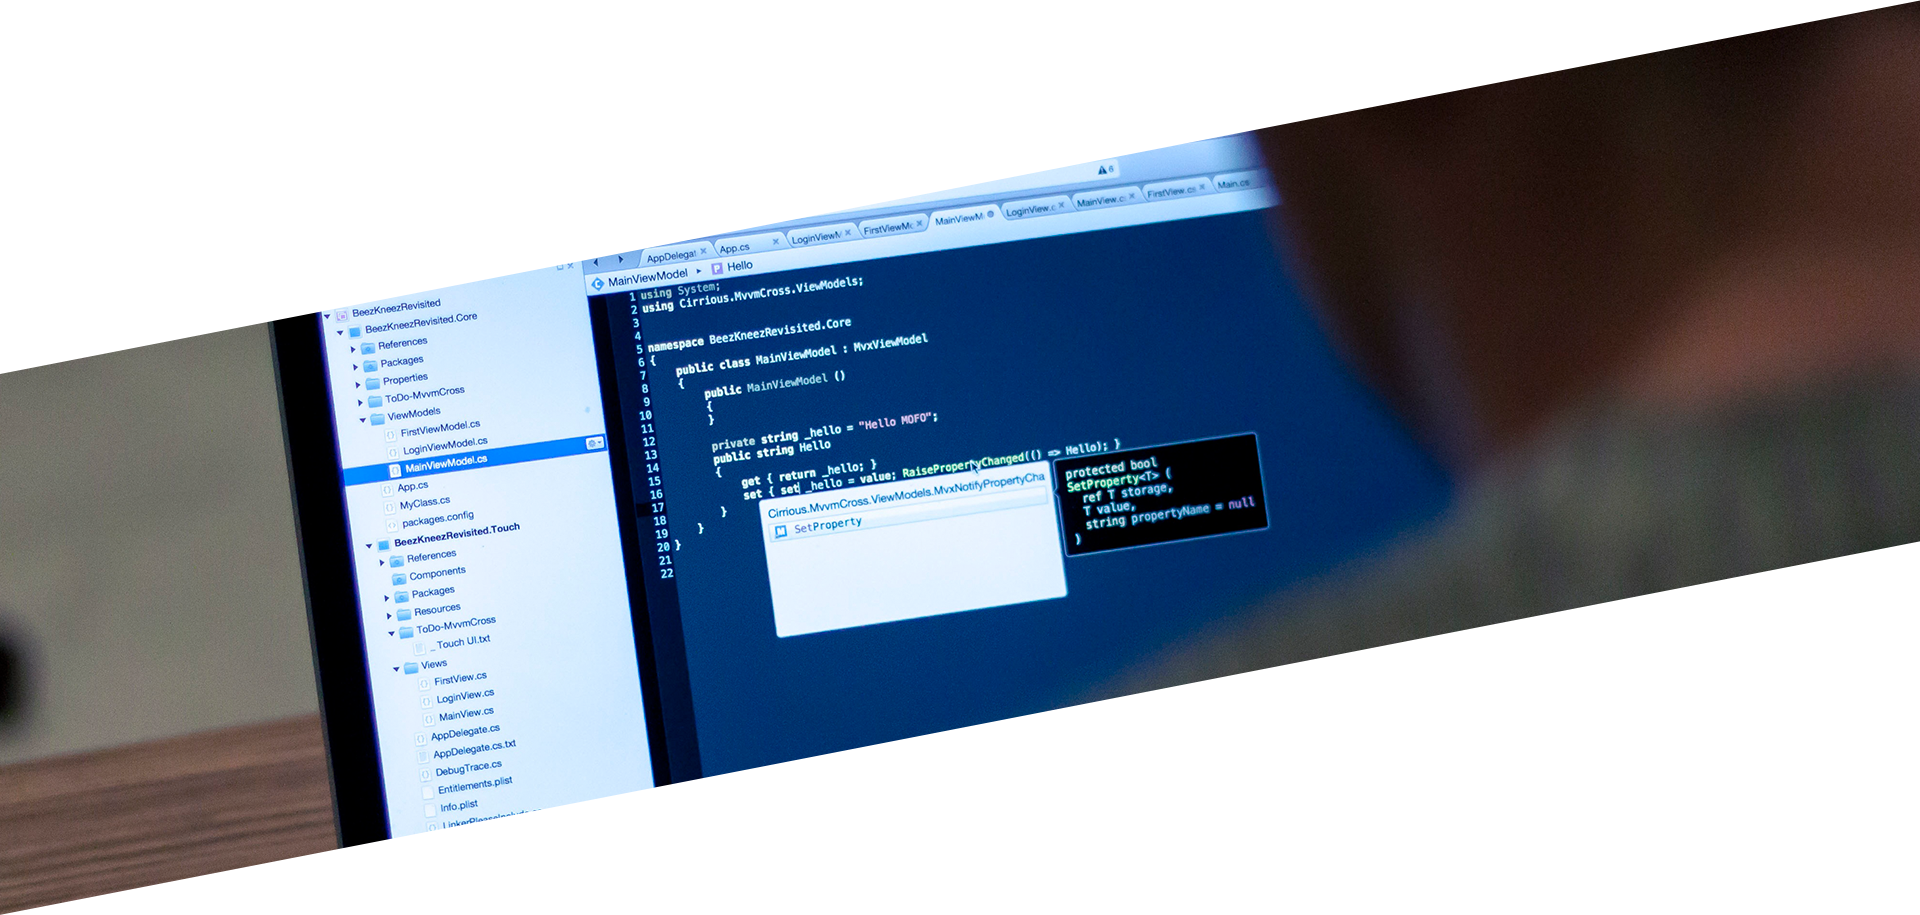 6
AppDelegat
App.cs
LoginViewM
FirstViewMo
MainViewM
LoginView.c
MainView.c
FirstView.cs
Main.cs
MainViewModel
Hello
BeezKneezRevisited
BeezKneezRevisited.Core
References
Packages
Properties
ToDo-MvvmCross
ViewModels
FirstViewModel.cs
LoginViewModel.cs
MainViewModel.cs
App.cs
MyClass.cs
packages.config
BeezKneezRevisited.Touch
References
Components
Packages
Resources
ToDo-MvvmCross
_ Touch UI.txt
Views
FirstView.cs
LoginView.cs
MainView.cs
AppDelegate.cs
AppDelegate.cs.txt
DebugTrace.cs
Entitlements.plist
Info.plist
1 using System;
2 using Cirrious.MvvmCross.ViewModels;
3
4
5 namespace BeezKneezRevisited.Core
6 {
7 public class MainViewModel : MvxViewModel
8 {
9 public MainViewModel ()
10 {
11 }
12
13 private string _hello = "Hello MOFO";
14 public string Hello
15 {
16 get { return _hello; }
17 set { set _hello = value; RaisePropertyChanged(() => Hello); }
18 }
19 }
20 }
21
22
Cirrious.MvvmCross.ViewModels.MvxNotifyPropertyCha
M SetProperty
protected bool
SetProperty<T> (
ref T storage,
T value,
string propertyName = null
)